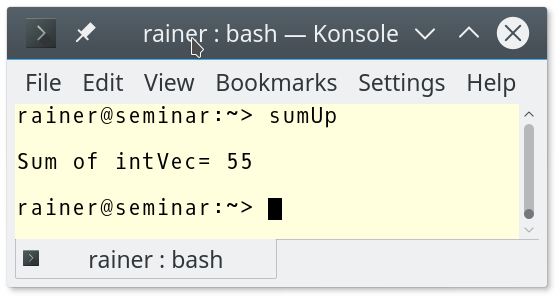 rainer : bash — Konsole
File Edit View Bookmarks Settings Help
rainer@seminar:~> sumUp
Sum of intVec= 55
rainer@seminar:~>
rainer : bash